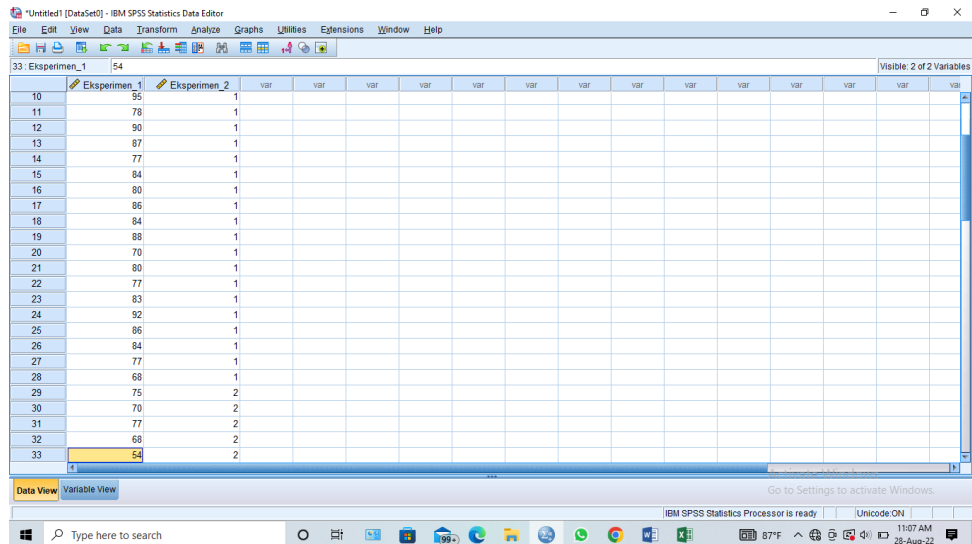 *Untitled1 [DataSet0] - IBM SPSS Statistics Data Editor
File Edit View Data Transform Analyze Graphs Utilities Extensions Window Help
33 : Eksperimen_1 54 Visible: 2 of 2 Variables
Eksperimen_1 Eksperimen_2 var var var var var var var var var var var var var var
10 95 1
11 78 1
12 90 1
13 87 1
14 77 1
15 84 1
16 80 1
17 86 1
18 84 1
19 88 1
20 70 1
21 80 1
22 77 1
23 83 1
24 92 1
25 86 1
26 84 1
27 77 1
28 68 1
29 75 2
30 70 2
31 77 2
32 68 2
33 54 2
Data View Variable View
Go to Settings to activate Windows.
IBM SPSS Statistics Processor is ready Unicode:ON
Type here to search 99+ 87°F 11:07 AM
28-Aug-22